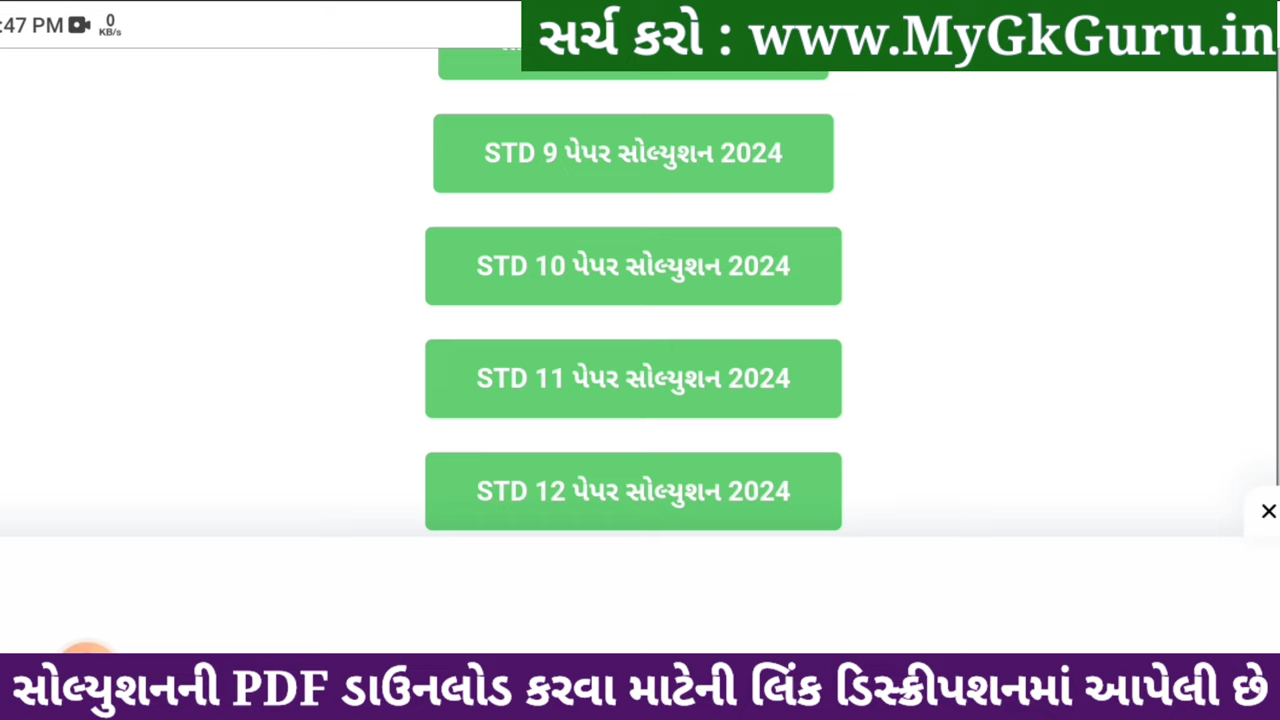 :47 PM 0 KB/s
સર્ચ કરો : www.MyGkGuru.in
STD 9 પેપર સોલ્યુશન 2024
STD 10 પેપર સોલ્યુશન 2024
STD 11 પેપર સોલ્યુશન 2024
STD 12 પેપર સોલ્યુશન 2024
સોલ્યુશનની PDF ડાઉનલોડ કરવા માટેની લિંક ડિસ્ક્રીપશનમાં આપેલી છે